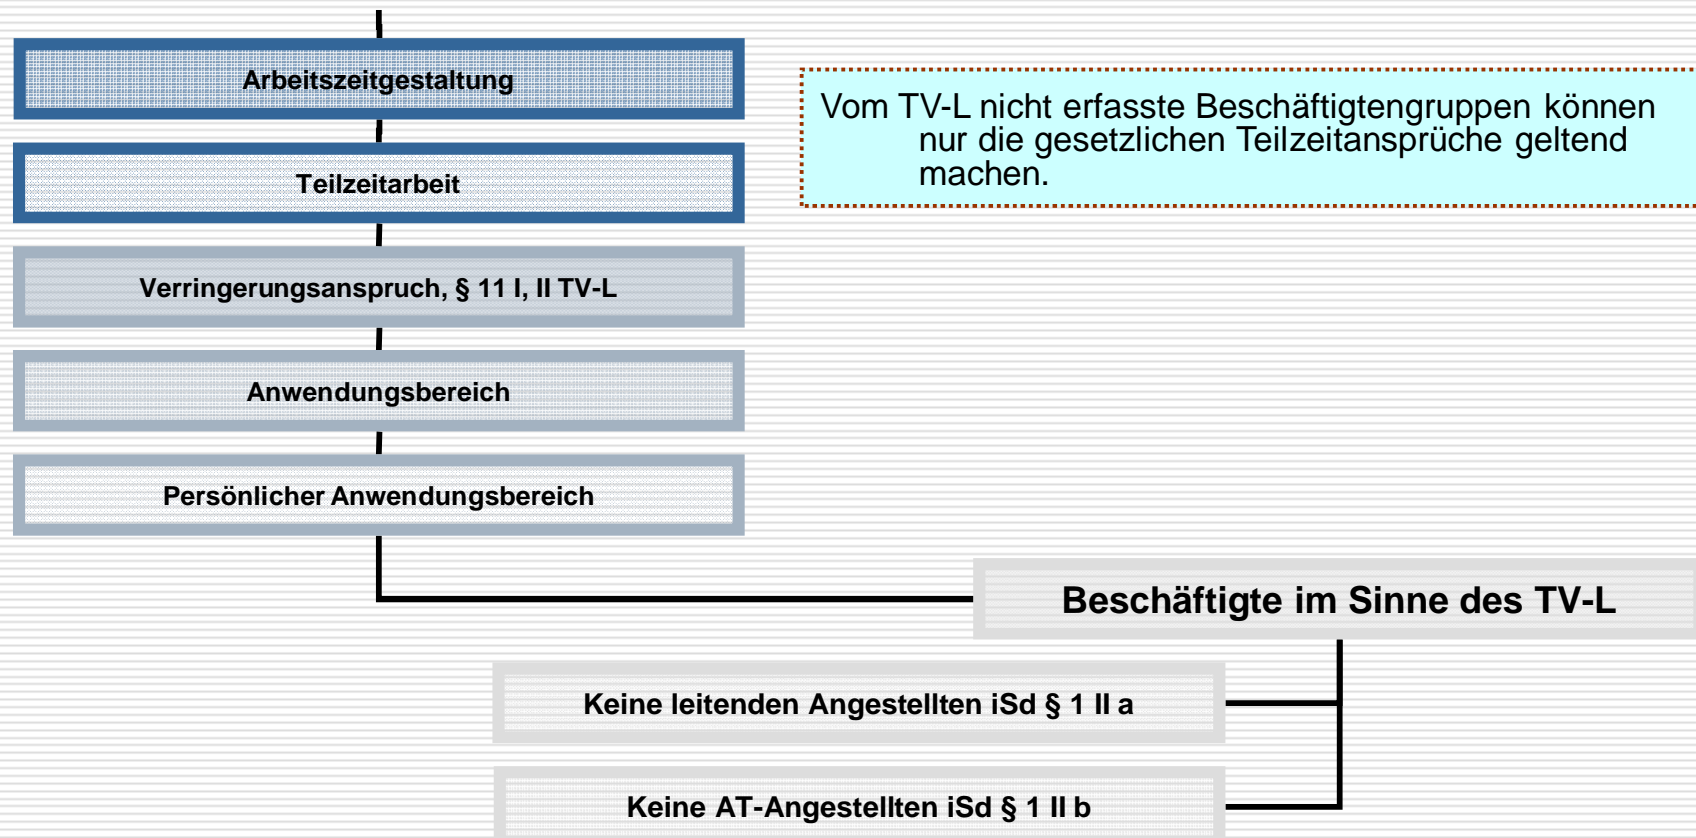 Arbeitszeitgestaltung
Vom TV-L nicht erfasste Beschäftigtengruppen können
nur die gesetzlichen Teilzeitansprüche geltend
machen.
Teilzeitarbeit
Verringerungsanspruch, § 11 I, II TV-L
Anwendungsbereich
Persönlicher Anwendungsbereich
Beschäftigte im Sinne des TV-L
Keine leitenden Angestellten iSd § 1 II a
Keine AT-Angestellten iSd § 1 II b